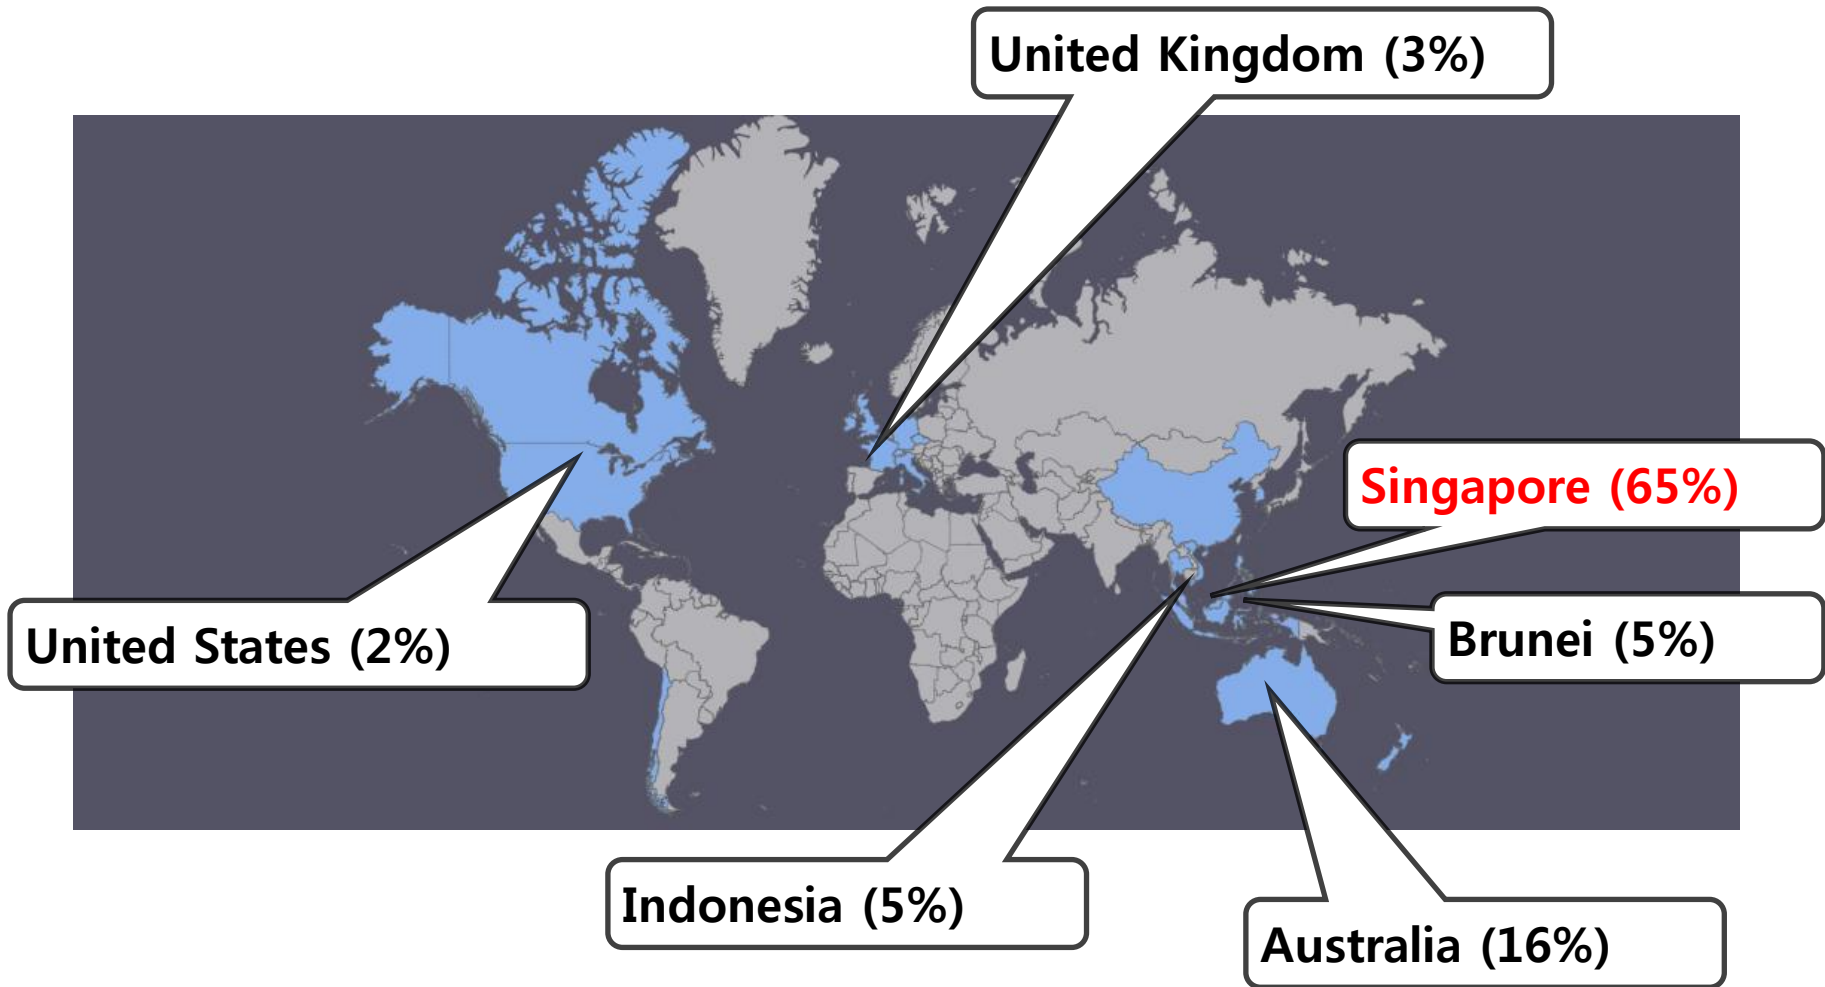 United Kingdom (3%)
Singapore (65%)
United States (2%)
Brunei (5%)
Indonesia (5%)
Australia (16%)